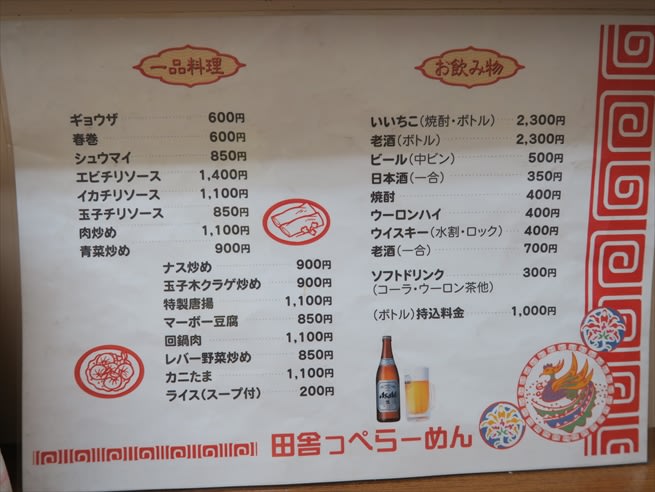 一品料理
ギョウザ 600円
春巻 600円
シュウマイ 850円
エビチリソース 1,400円
イカチリソース 1,100円
玉子チリソース 850円
肉炒め 1,100円
青菜炒め 900円
ナス炒め 900円
玉子木クラゲ炒め 900円
特製唐揚 1,100円
マーボー豆腐 850円
回鍋肉 1,100円
レバー野菜炒め 850円
カニたま 1,100円
ライス(スープ付) 200円
お飲み物
いいちこ(焼酎・ボトル) 2,300円
老酒(ボトル) 2,300円
ビール(中ビン) 500円
日本酒(一合) 350円
焼酎 400円
ウーロンハイ 400円
ウイスキー(水割・ロック) 400円
老酒(一合) 700円
ソフトドリンク 300円
(コーラ・ウーロン茶他)
(ボトル)持込料金 1,000円
Asahi
田舎っぺらーめん